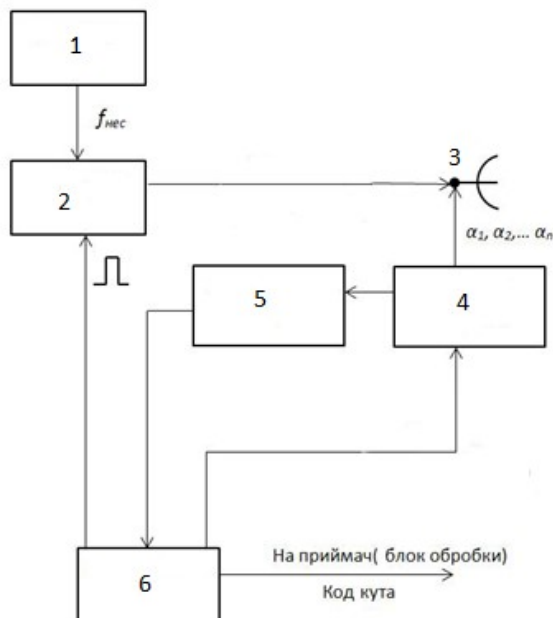 1
fнес
2
3
α1, α2,... αn
5
4
6
На приймач( блок обробки)
Код кута